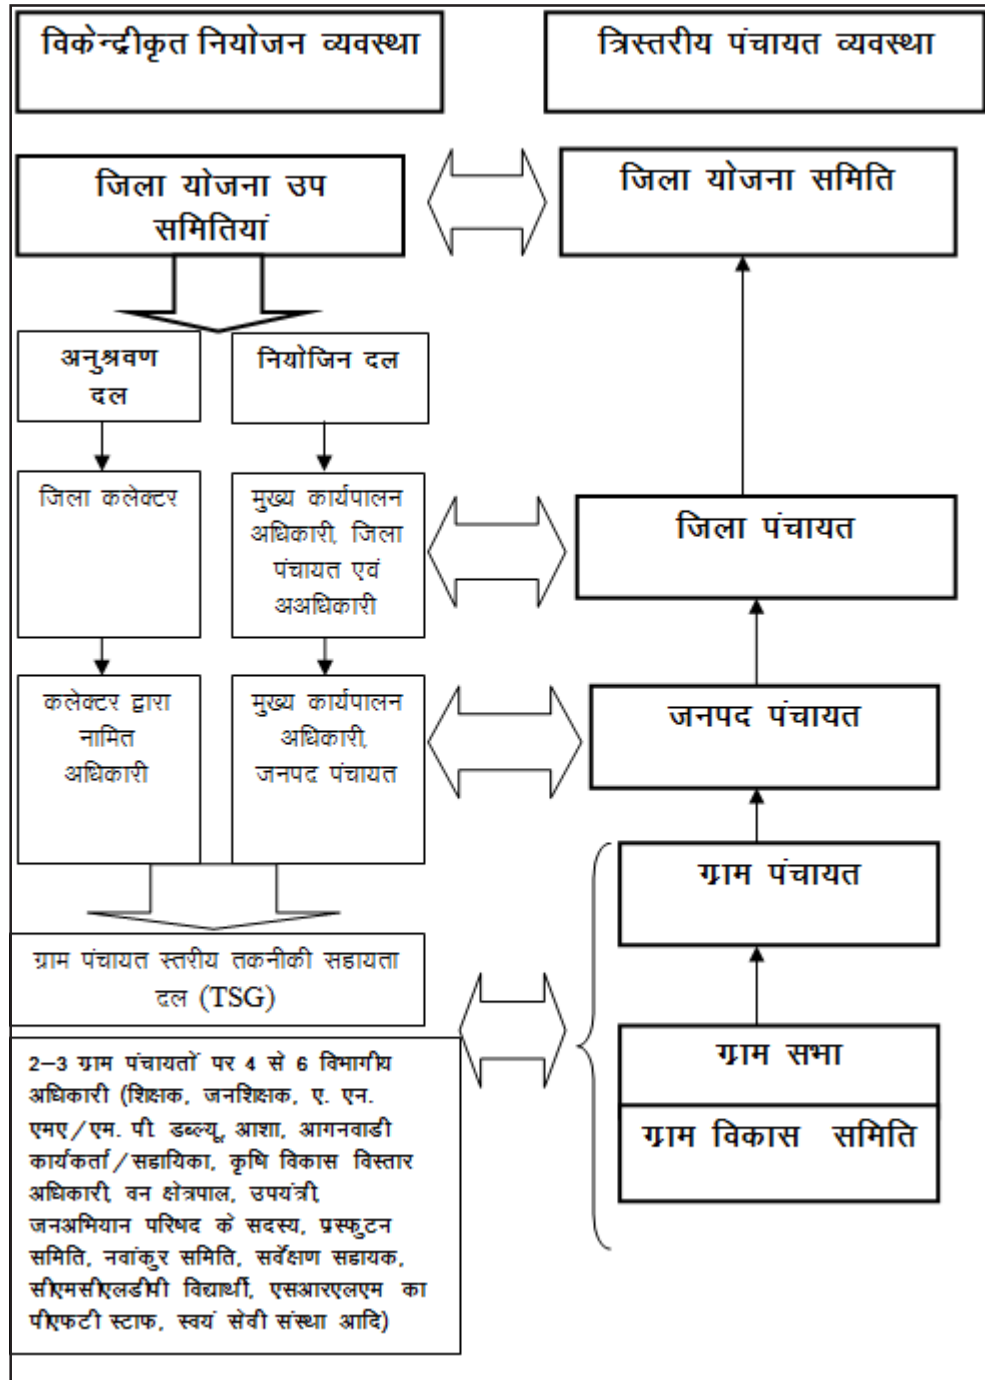 विकेन्द्रीकृत नियोजन व्यवस्था
त्रिस्तरीय पंचायत व्यवस्था
जिला योजना उप
समितियां
जिला योजना समिति
अनुश्रवण
दल
नियोजिन दल
जिला कलेक्टर
मुख्य कार्यपालन
अधिकारी, जिला
पंचायत एवं
अअधिकारी
जिला पंचायत
कलेक्टर द्वारा
नामित
अधिकारी
मुख्य कार्यपालन
अधिकारी,
जनपद पंचायत
जनपद पंचायत
ग्राम पंचायत
ग्राम पंचायत स्तरीय तकनीकी सहायता
दल (TSG)
ग्राम सभा
ग्राम विकास समिति
2–3 ग्राम पंचायतों पर 4 से 6 विभागीय
अधिकारी (शिक्षक, जनशिक्षक, ए. एन.
एमए/एम. पी. डब्ल्यू, आशा, आगनवाडी
कार्यकर्ता/सहायिका, कृषि विकास विस्तार
अधिकारी, वन क्षेत्रपाल, उपयंत्री,
जनअभियान परिषद के सदस्य, प्रस्फुटन
समिति, नवांकुर समिति, सर्वेक्षण सहायक,
सीएमसीएलडीपी विद्यार्थी, एसआरएलएम का
पीएफटी स्टाफ, स्वयं सेवी संस्था आदि)